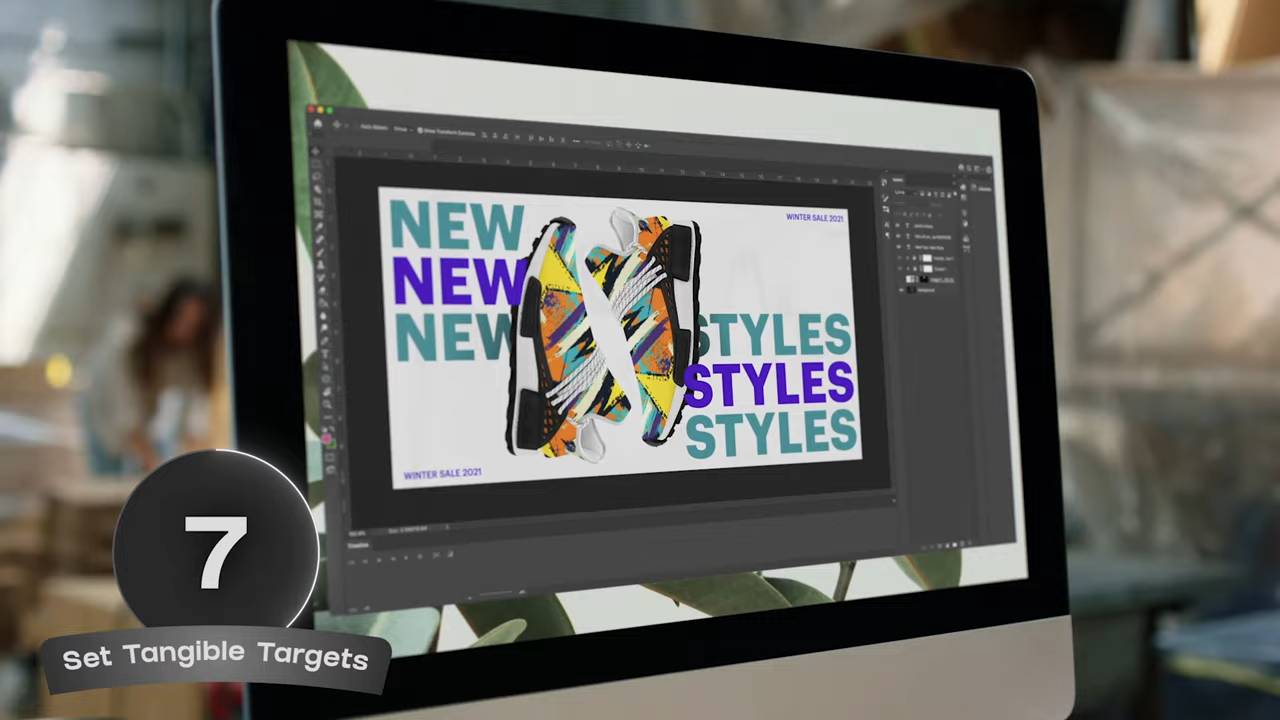 NEW
NEW
NEW
WINTER SALE 2021
STYLES
STYLES
STYLES
WINTER SALE 2021
7
Set Tangible Targets